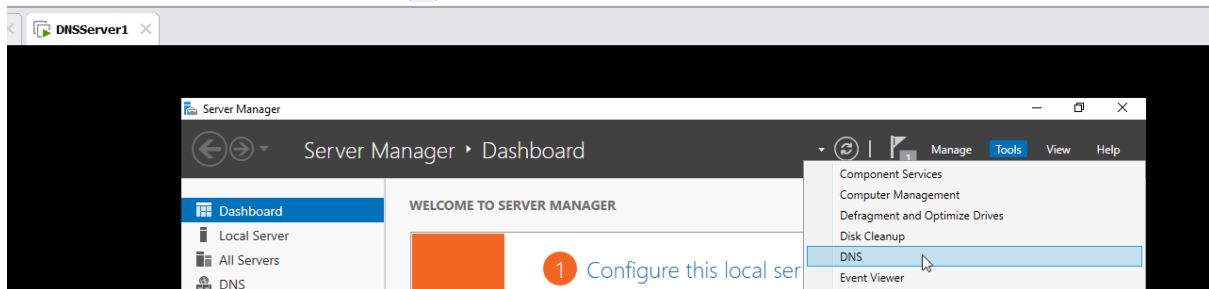 DNSServer1
Server Manager
Server Manager • Dashboard
1
Manage Tools View Help
Component Services
Computer Management
Defragment and Optimize Drives
Disk Cleanup
DNS
Event Viewer
Dashboard
Local Server
All Servers
DNS
WELCOME TO SERVER MANAGER
1 Configure this local ser